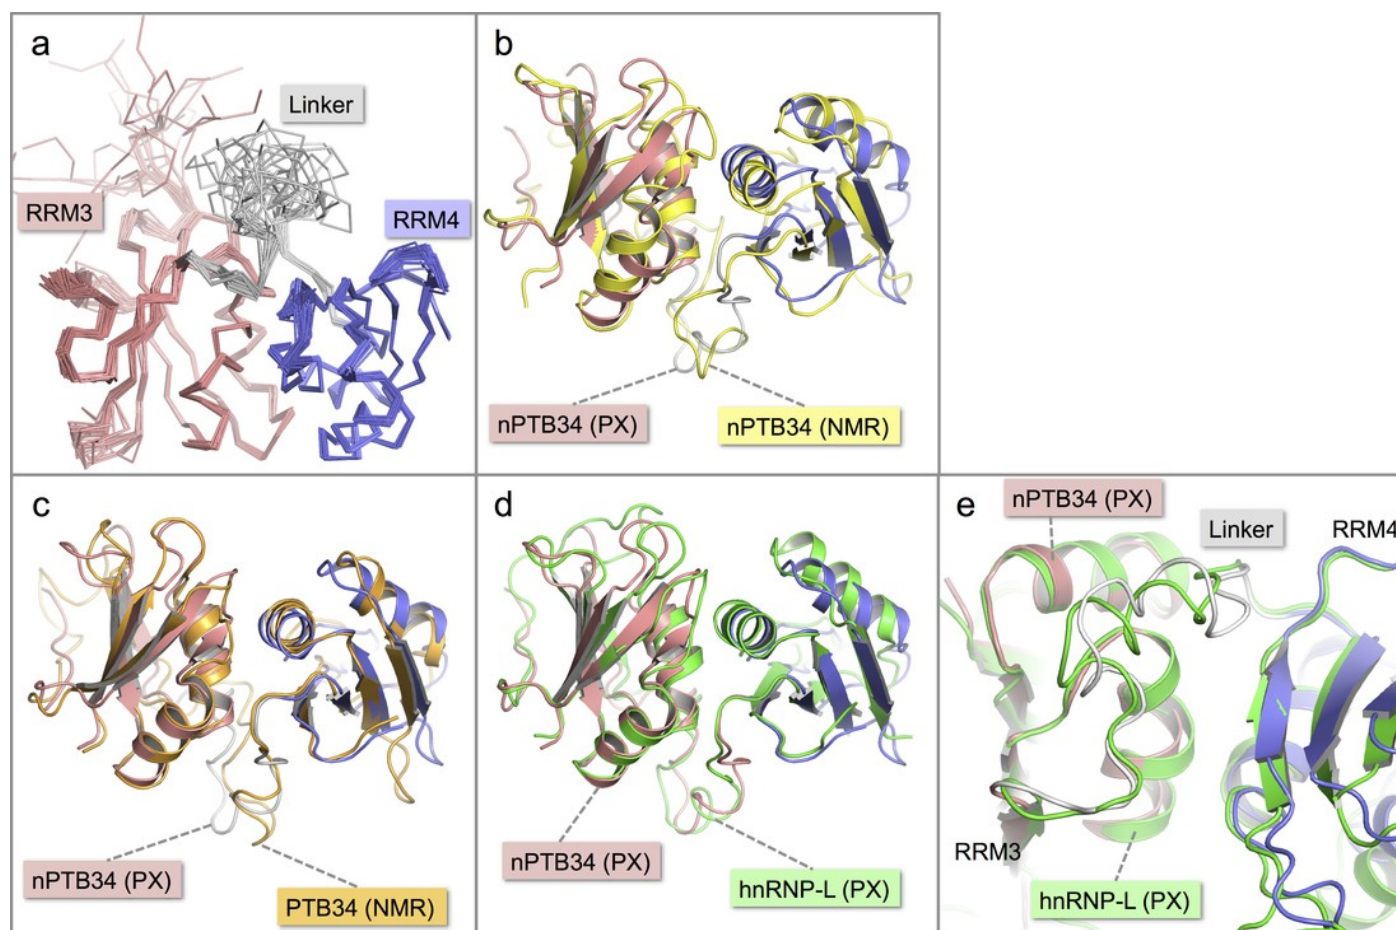 a
Linker
RRM3
RRM4
b
nPTB34 (PX)
nPTB34 (NMR)
c
nPTB34 (PX)
PTB34 (NMR)
d
nPTB34 (PX)
hnRNP-L (PX)
e
nPTB34 (PX)
Linker
RRM4
RRM3
hnRNP-L (PX)